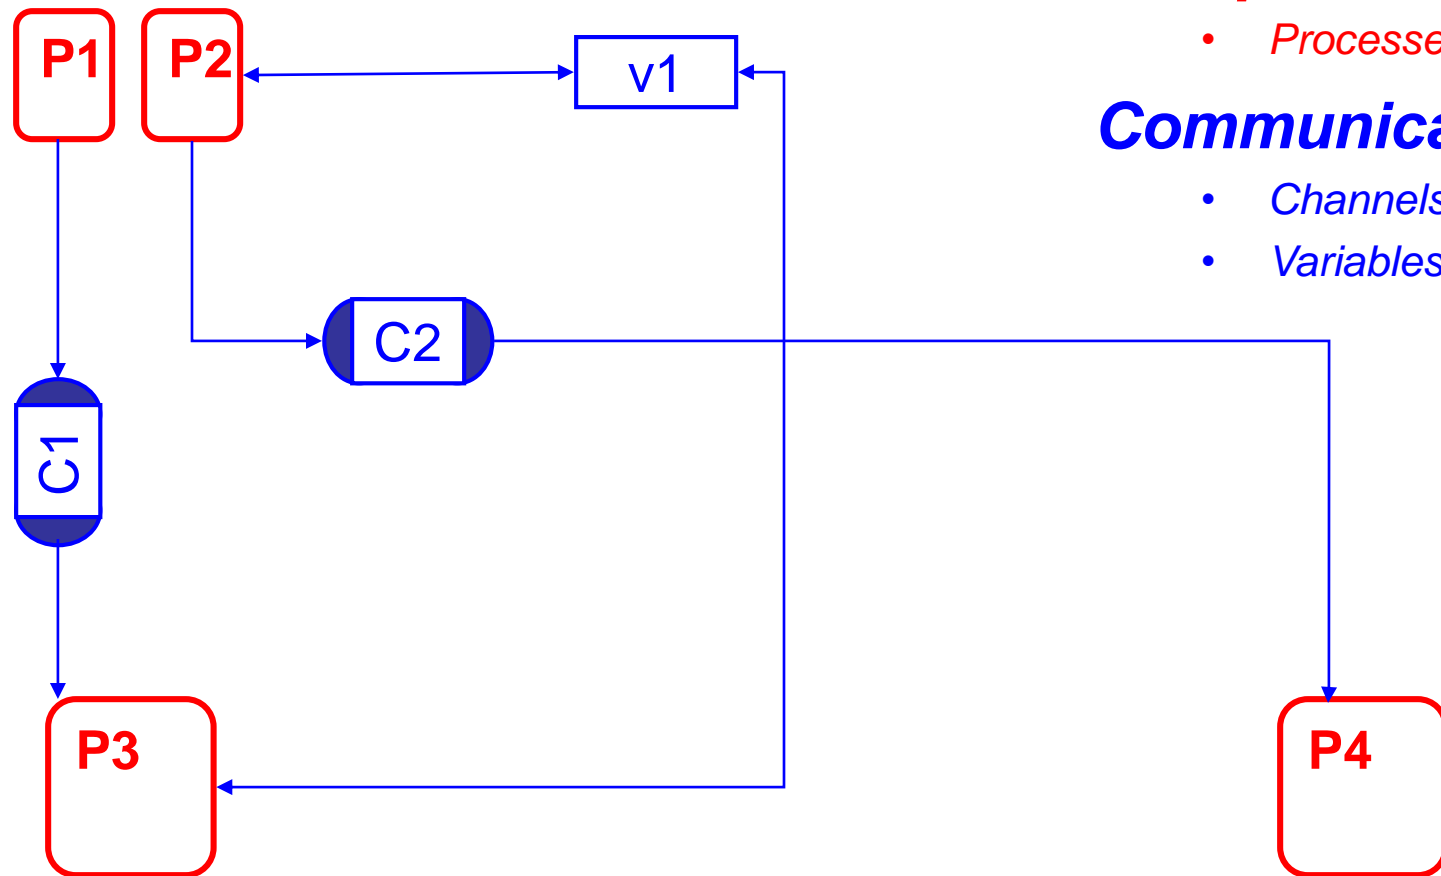 P1
P2
v1
• Processe
Communica
• Channels
• Variables
C2
C1
P3
P4